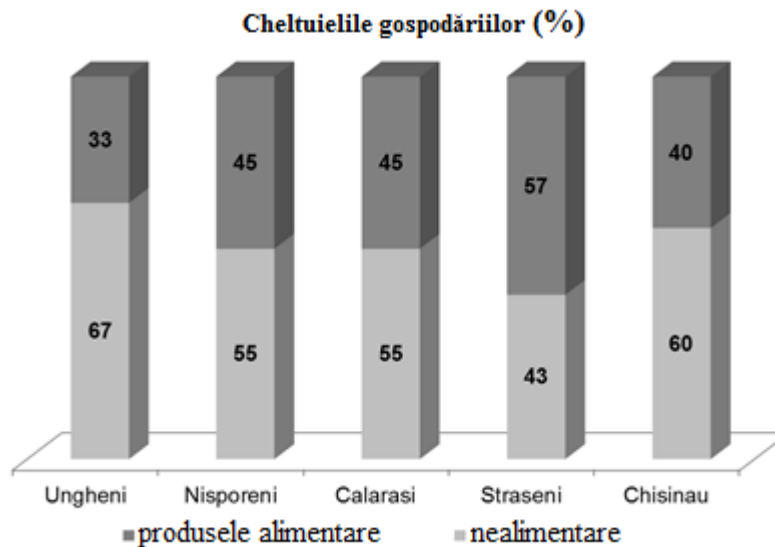 Cheltuielile gospodăriilor (%)
33 45 45 57 40
67 55 55 43 60
Ungheni Nisporeni Calarasi Straseni Chisinau
produsele alimentare nealimentare